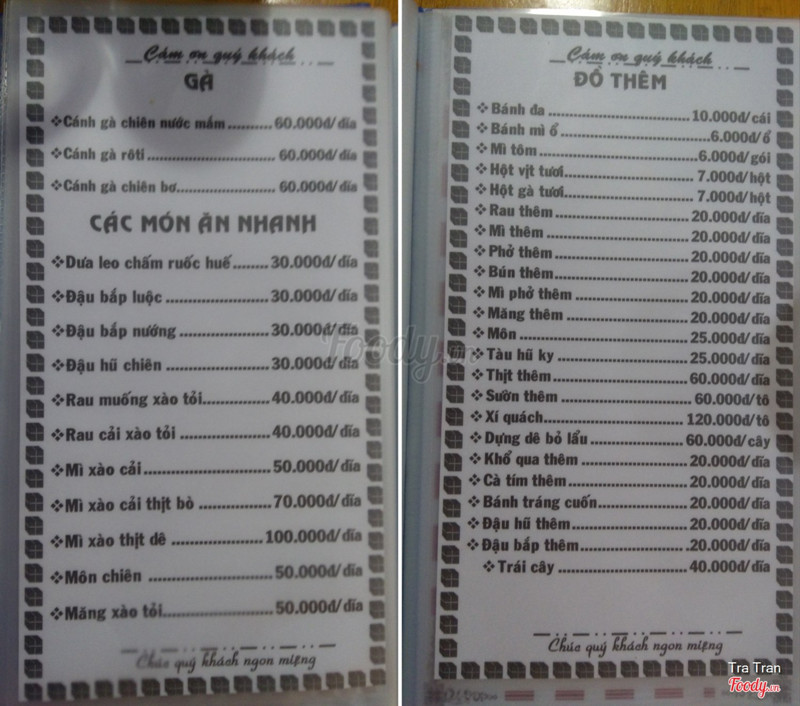 Cám ơn quý khách
GÀ
❖Cánh gà chiên nước mắm.......... 60.000đ/dĩa
❖Cánh gà rôti ........................ 60.000đ/dĩa
❖Cánh gà chiên bơ................... 60.000đ/dĩa
CÁC MÓN ĂN NHANH
❖Dưa leo chấm ruốc huế........ 30.000đ/dĩa
❖Đậu bắp luộc ........................ 30.000đ/dĩa
❖Đậu bắp nướng ..................... 30.000đ/dĩa
❖Đậu hũ chiên ........................ 30.000đ/dĩa
❖Rau muống xào tỏi............... 40.000đ/dĩa
❖Rau cải xào tỏi ..................... 40.000đ/dĩa
❖Mì xào cải ............................. 50.000đ/dĩa
❖Mì xào cải thịt bò ................. 70.000đ/dĩa
❖Mì xào thịt dê ..................... 100.000đ/dĩa
❖Môn chiên ............................ 50.000đ/dĩa
❖Măng xào tỏi......................... 50.000đ/dĩa
Chúc quý khách ngon miệng
Cám ơn quý khách
ĐỒ THÊM
❖Bánh da ..................................10.000đ/cái
❖Bánh mì ổ...................................6.000đ/ổ
❖Mì tôm ...................................6.000đ/gói
❖Hột vịt tươi............................... 7.000đ/hột
❖Hột gà tươi............................... 7.000đ/hột
❖Rau thêm ................................ 20.000đ/dĩa
❖Mì thêm .................................. 20.000đ/dĩa
❖Phở thêm ................................ 20.000đ/dĩa
❖Bún thêm ................................ 20.000đ/dĩa
❖Mì phở thêm ........................... 20.000đ/dĩa
❖Măng thêm ............................. 20.000đ/dĩa
❖Môn......................................... 25.000đ/dĩa
❖Tàu hũ ky ............................... 25.000đ/dĩa
❖Thịt thêm ................................ 60.000đ/dĩa
❖Sườn thêm .............................. 60.000đ/tô
❖Xí quách................................. 120.000đ/tô
❖Dựng dê bỏ lẩu ...................... 60.000đ/cây
❖Khổ qua thêm ......................... 20.000đ/dĩa
❖Cà tím thêm ............................ 20.000đ/dĩa
❖Bánh tráng cuốn...................... 20.000đ/dĩa
❖Đậu hũ thêm............................ 20.000đ/dĩa
❖Đậu bắp thêm..........................20.000đ/dĩa
❖Trái cây ................................... 40.000đ/dĩa
Chúc quý khách ngon miệng
Foody.vn
Tra Tran
Foody.vn